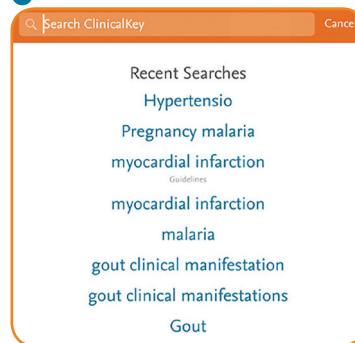 Search ClinicalKey Cance
Recent Searches
Hypertensio
Pregnancy malaria
myocardial infarction
Guidelines
myocardial infarction
malaria
gout clinical manifestation
gout clinical manifestations
Gout